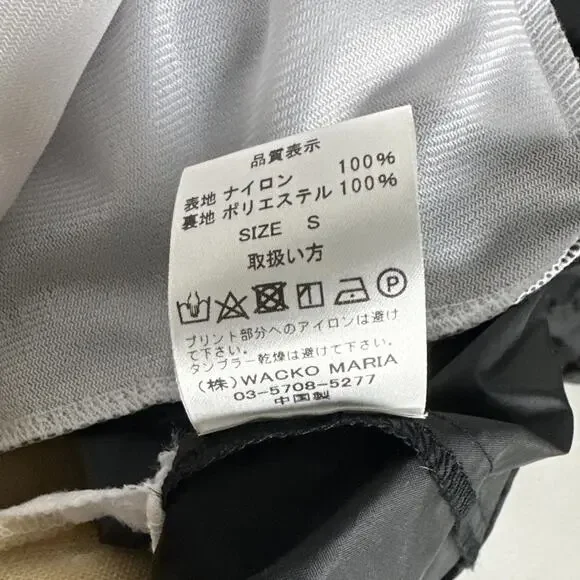 品質表示
表地 ナイロン 100%
裏地 ポリエステル 100%
SIZE S
取扱い方
P
プリント部分へのアイロンは避け
て下さい。
タンブラー乾燥は避けて下さい。
(株) WACKO MARIA
03-5708-5277
中国製